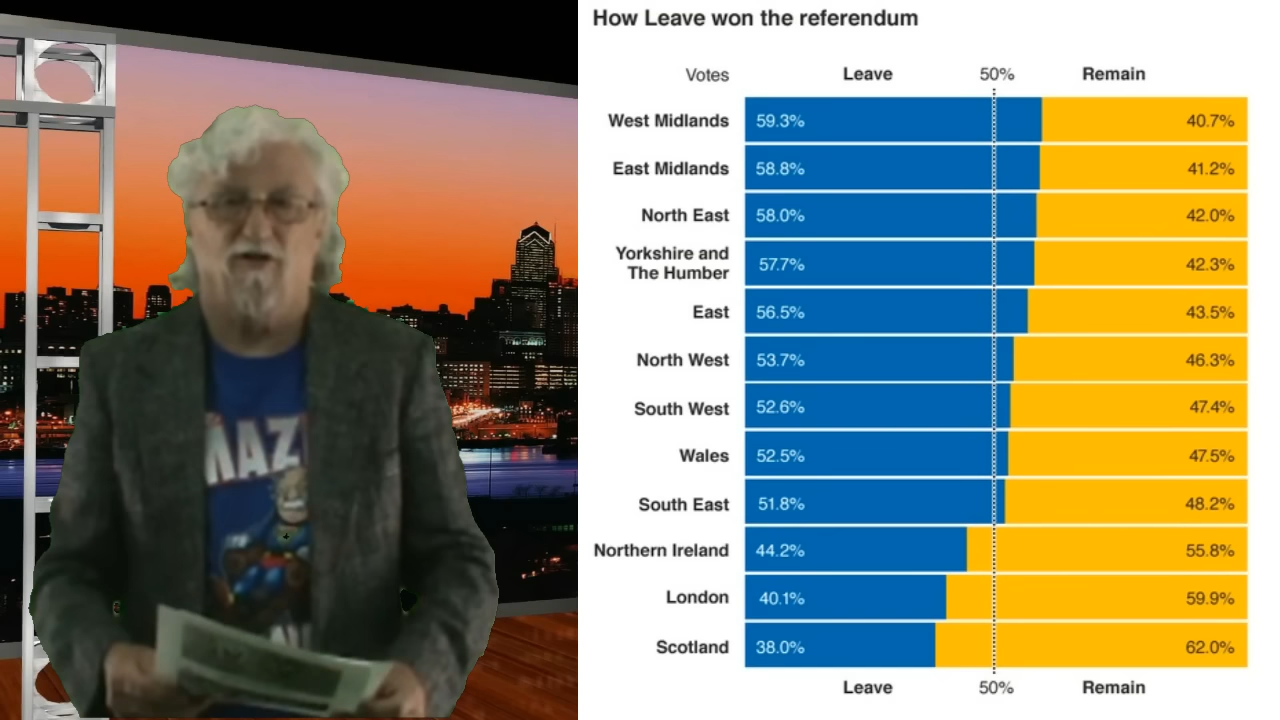 How Leave won the referendum
Votes Leave 50% Remain
West Midlands 59.3% 40.7%
East Midlands 58.8% 41.2%
North East 58.0% 42.0%
Yorkshire and
The Humber 57.7% 42.3%
East 56.5% 43.5%
North West 53.7% 46.3%
South West 52.6% 47.4%
Wales 52.5% 47.5%
South East 51.8% 48.2%
Northern Ireland 44.2% 55.8%
London 40.1% 59.9%
Scotland 38.0% 62.0%
Leave 50% Remain
MAZ